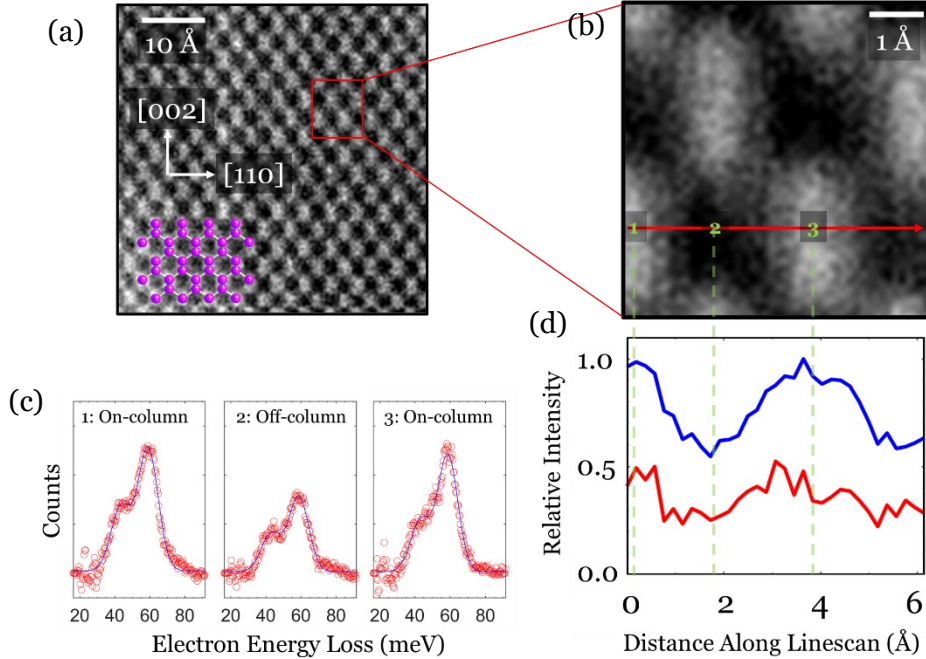 (a)
10 Å
[002]
[110]
(b)
1 Å
1
2
3
(c)
1: On-column
2: Off-column
3: On-column
Counts
20 40 60 80
20 40 60 80
20 40 60 80
Electron Energy Loss (meV)
(d)
Relative Intensity
1.0
0.5
0.0
0 2 4 6
Distance Along Linescan (Å)